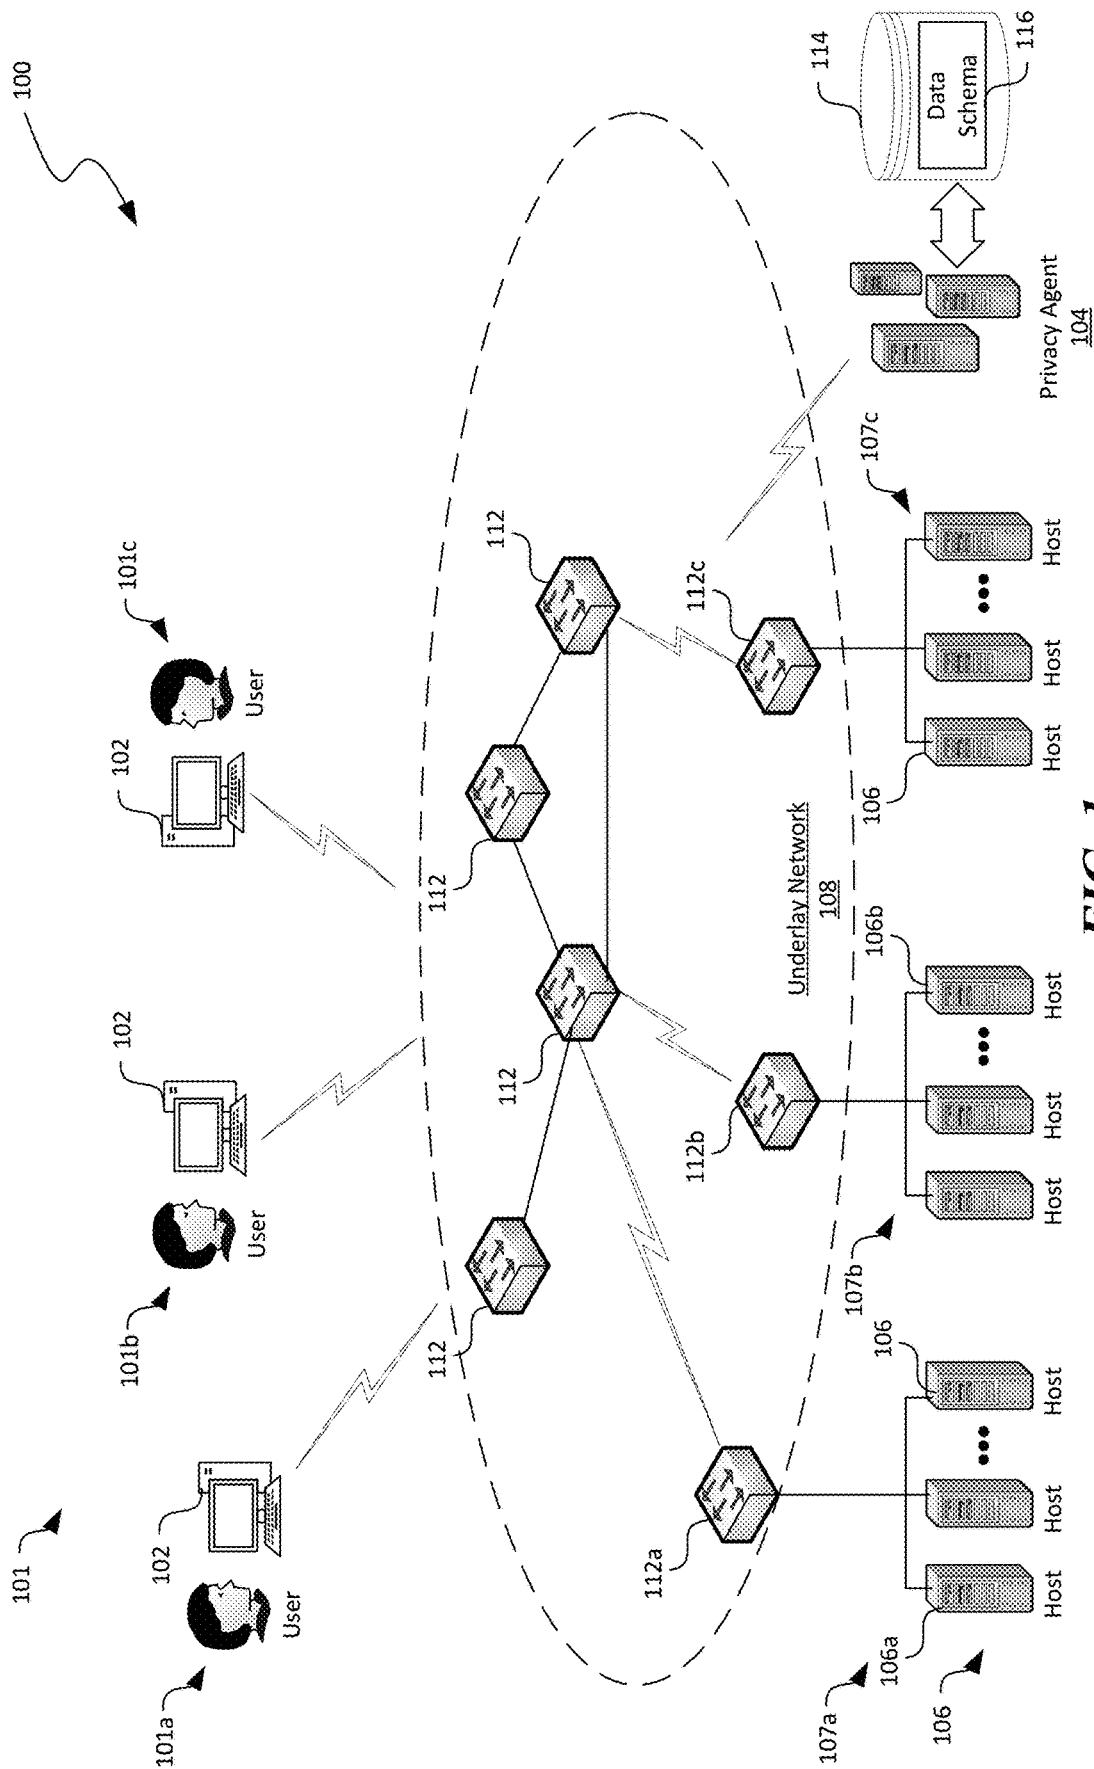 101
100
102
102
101c
101b
102
101a
User
User
User
112
112
112
112
112a
112b
112c
Underlay Network
108
114
107a
107b
107c
106
106
106b
106a
Data
Schema
106
116
Host Host Host Host Host Host Host Host Host
Privacy Agent
104
FIG. 1